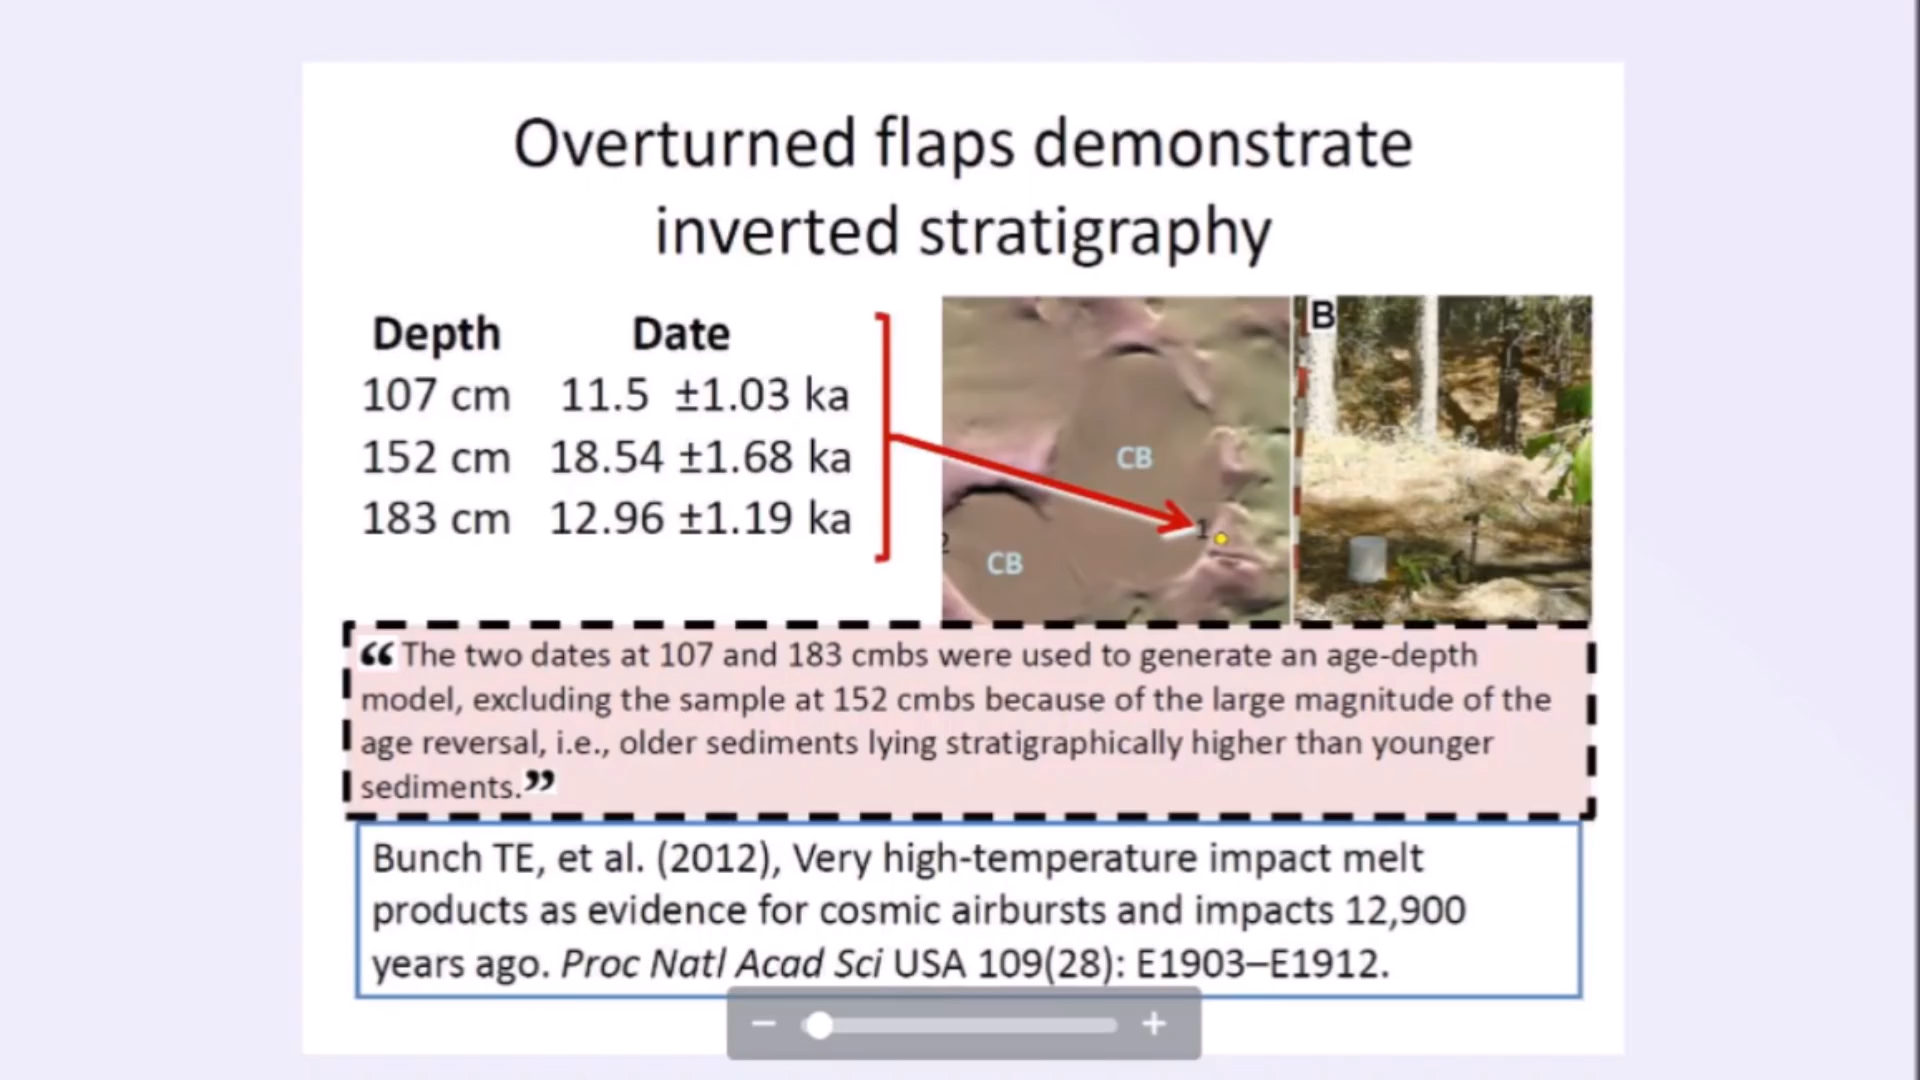 Overturned flaps demonstrate
inverted stratigraphy
Depth Date
107 cm 11.5 ±1.03 ka
152 cm 18.54 ±1.68 ka
183 cm 12.96 ±1.19 ka
B
CB
1
2
CB
“The two dates at 107 and 183 cmbs were used to generate an age-depth
model, excluding the sample at 152 cmbs because of the large magnitude of the
age reversal, i.e., older sediments lying stratigraphically higher than younger
sediments.”
Bunch TE, et al. (2012), Very high-temperature impact melt
products as evidence for cosmic airbursts and impacts 12,900
years ago. Proc Natl Acad Sci USA 109(28): E1903–E1912.